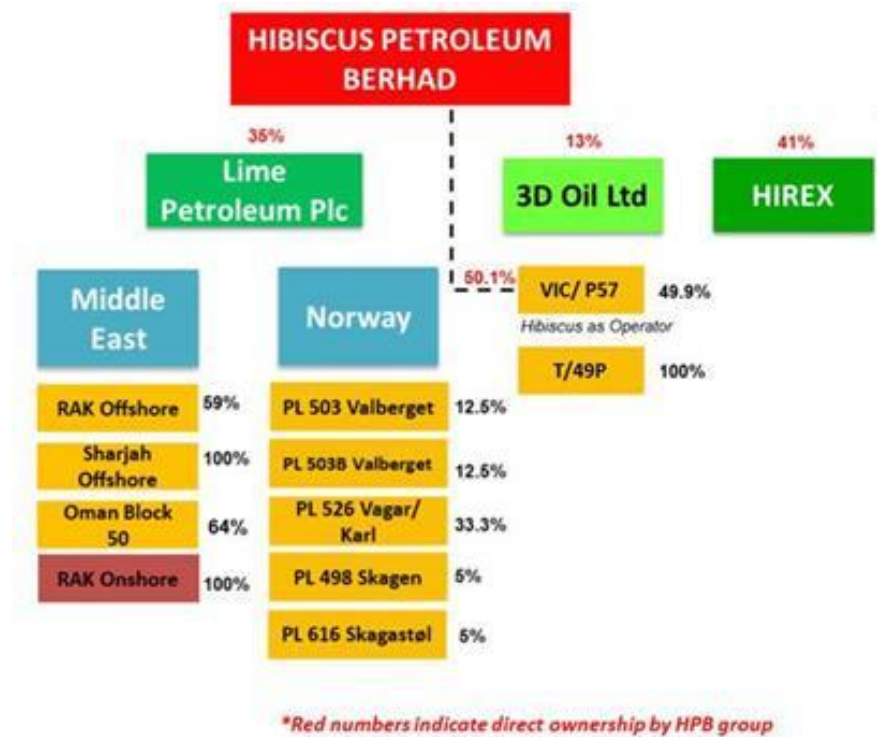 HIBISCUS PETROLEUM
BERHAD
35%
Lime
Petroleum Plc
13%
3D Oil Ltd
41%
HIREX
Middle
East
RAK Offshore 59%
Sharjah
Offshore
100%
Oman Block
50
64%
RAK Onshore 100%
Norway
PL 503 Valberget 12.5%
PL 503B Valberget 12.5%
PL 526 Vagar/
Karl
33.3%
PL 498 Skagen 5%
PL 616 Skagastøl 5%
50.1%
VIC/ P57 49.9%
Hibiscus as Operator
T/49P 100%
*Red numbers indicate direct ownership by HPB group